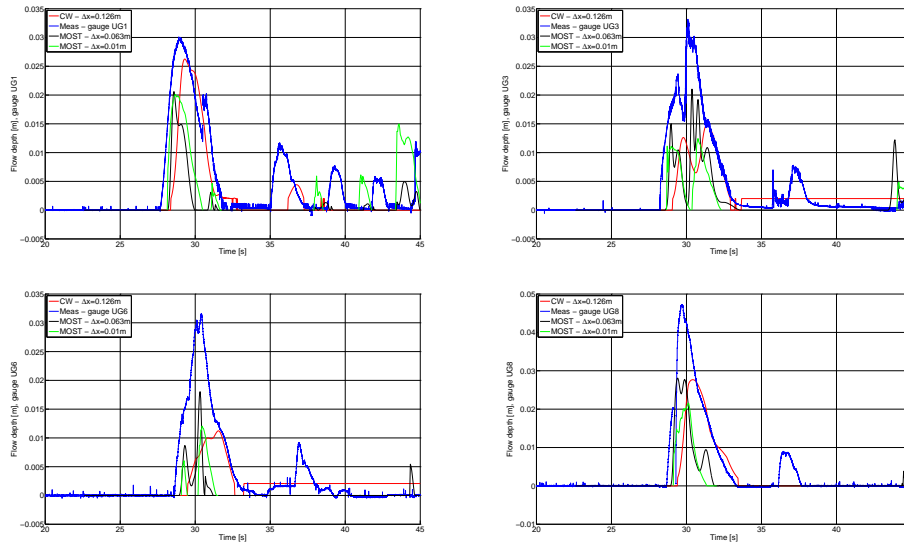 CW − Δx=0.126m
Meas − gauge UG1
MOST − Δx=0.063m
MOST − Δx=0.01m
0.035
0.03
0.025
0.02
0.015
0.01
0.005
0
−0.005
Flow depth [m], gauge UG1
20 25 30 35 40 45
Time [s]
CW − Δx=0.126m
Meas − gauge UG3
MOST − Δx=0.063m
MOST − Δx=0.01m
0.035
0.03
0.025
0.02
0.015
0.01
0.005
0
−0.005
Flow depth [m], gauge UG3
20 25 30 35 40
Time [s]
CW − Δx=0.126m
Meas − gauge UG6
MOST − Δx=0.063m
MOST − Δx=0.01m
0.035
0.03
0.025
0.02
0.015
0.01
0.005
0
−0.005
Flow depth [m], gauge UG6
20 25 30 35 40 45
Time [s]
CW − Δx=0.126m
Meas − gauge UG8
MOST − Δx=0.063m
MOST − Δx=0.01m
0.05
0.04
0.03
0.02
0.01
0
−0.01
Flow depth [m], gauge UG8
20 25 30 35 40
Time [s]